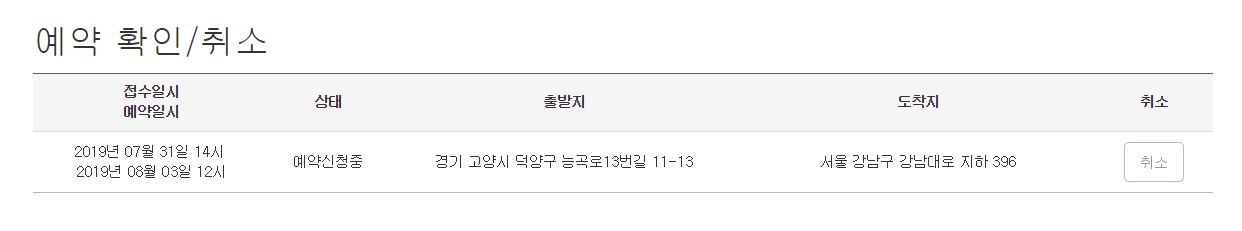 예약 확인/취소
접수일시
예약일시
상태
출발지
도착지
취소
2019년 07월 31일 14시
2019년 08월 03일 12시
예약신청중
경기 고양시 덕양구 능곡로13번길 11-13
서울 강남구 강남대로 지하 396
취소